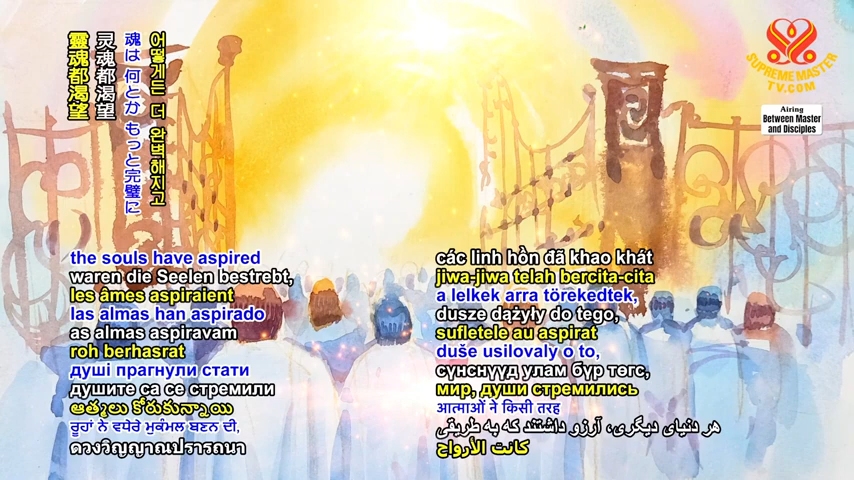 靈魂都渴望
灵魂都渴望
魂は 何とか もっと完璧に
어떻게든 더 완벽해지고
SUPREME MASTER
TV.COM
Airing
Between Master
and Disciples
the souls have aspired
waren die Seelen bestrebt,
les âmes aspiraient
las almas han aspirado
as almas aspiravam
roh berhasrat
душі прагнули стати
душите са се стремили
ఆత్మలు కోరుకున్నాయి
ਰੂਹਾਂ ਨੇ ਵਧੇਰੇ ਮੁਕੰਮਲ ਬਣਨ ਦੀ,
ดวงวิญญาณปรารถนา
các linh hồn đã khao khát
jiwa-jiwa telah bercita-cita
a lelkek arra törekedtek,
dusze dążyły do tego,
sufletele au aspirat
duše usilovaly o to,
сүнснүүд улам бүр төгс,
мир, души стремились
आत्माओं ने किसी तरह
هر دنیای دیگری، آرزو داشتند که به طریقی
كانت الأرواح